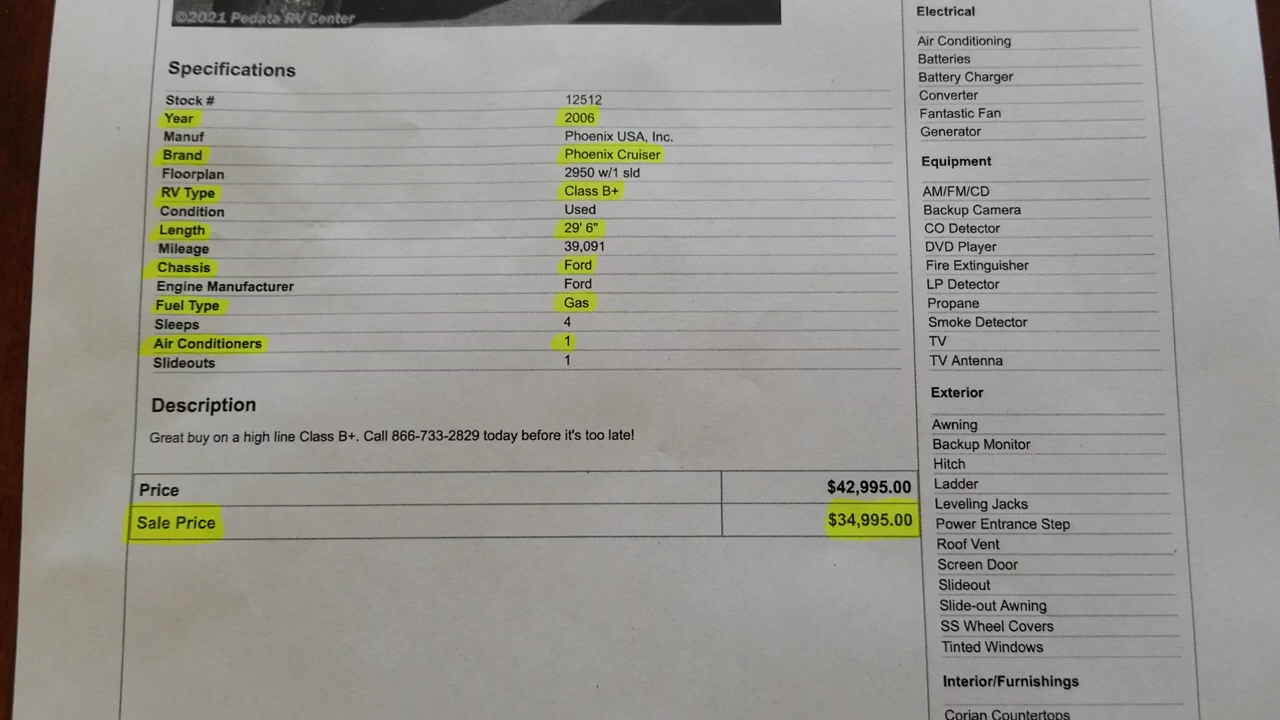 ©2021 Pedata RV Center
Specifications
Stock # 12512
Year 2006
Manuf Phoenix USA, Inc.
Brand Phoenix Cruiser
Floorplan 2950 w/1 sld
RV Type Class B+
Condition Used
Length 29' 6"
Mileage 39,091
Chassis Ford
Engine Manufacturer Ford
Fuel Type Gas
Sleeps 4
Air Conditioners 1
Slideouts 1
Description
Great buy on a high line Class B+. Call 866-733-2829 today before it's too late!
Price $42,995.00
Sale Price $34,995.00
Electrical
Air Conditioning
Batteries
Battery Charger
Converter
Fantastic Fan
Generator
Equipment
AM/FM/CD
Backup Camera
CO Detector
DVD Player
Fire Extinguisher
LP Detector
Propane
Smoke Detector
TV
TV Antenna
Exterior
Awning
Backup Monitor
Hitch
Ladder
Leveling Jacks
Power Entrance Step
Roof Vent
Screen Door
Slideout
Slide-out Awning
SS Wheel Covers
Tinted Windows
Interior/Furnishings
Corian Countertops